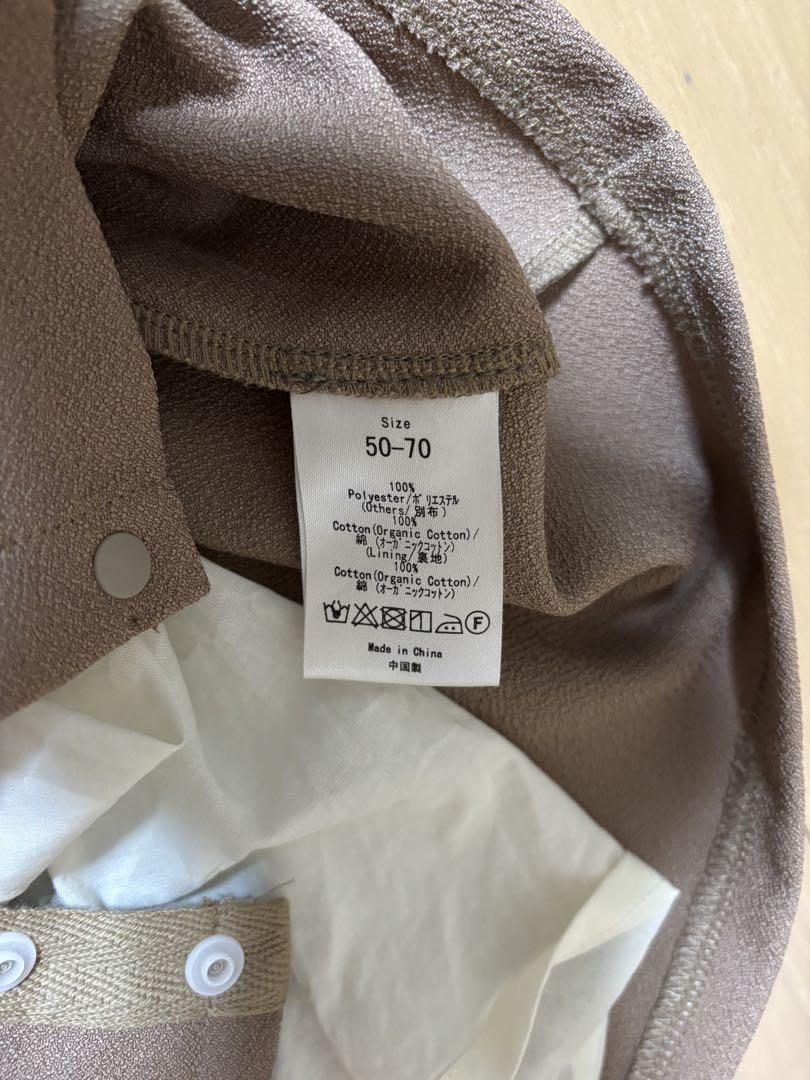 Size
50-70
100%
Polyester/ポリエステル
(Others/ 別布 )
100%
Cotton(Organic Cotton)/
綿 (オーガニックコットン)
(Lining/ 裏地)
100%
Cotton(Organic Cotton)/
綿 (オーガニックコットン)
F
Made in China
中国製